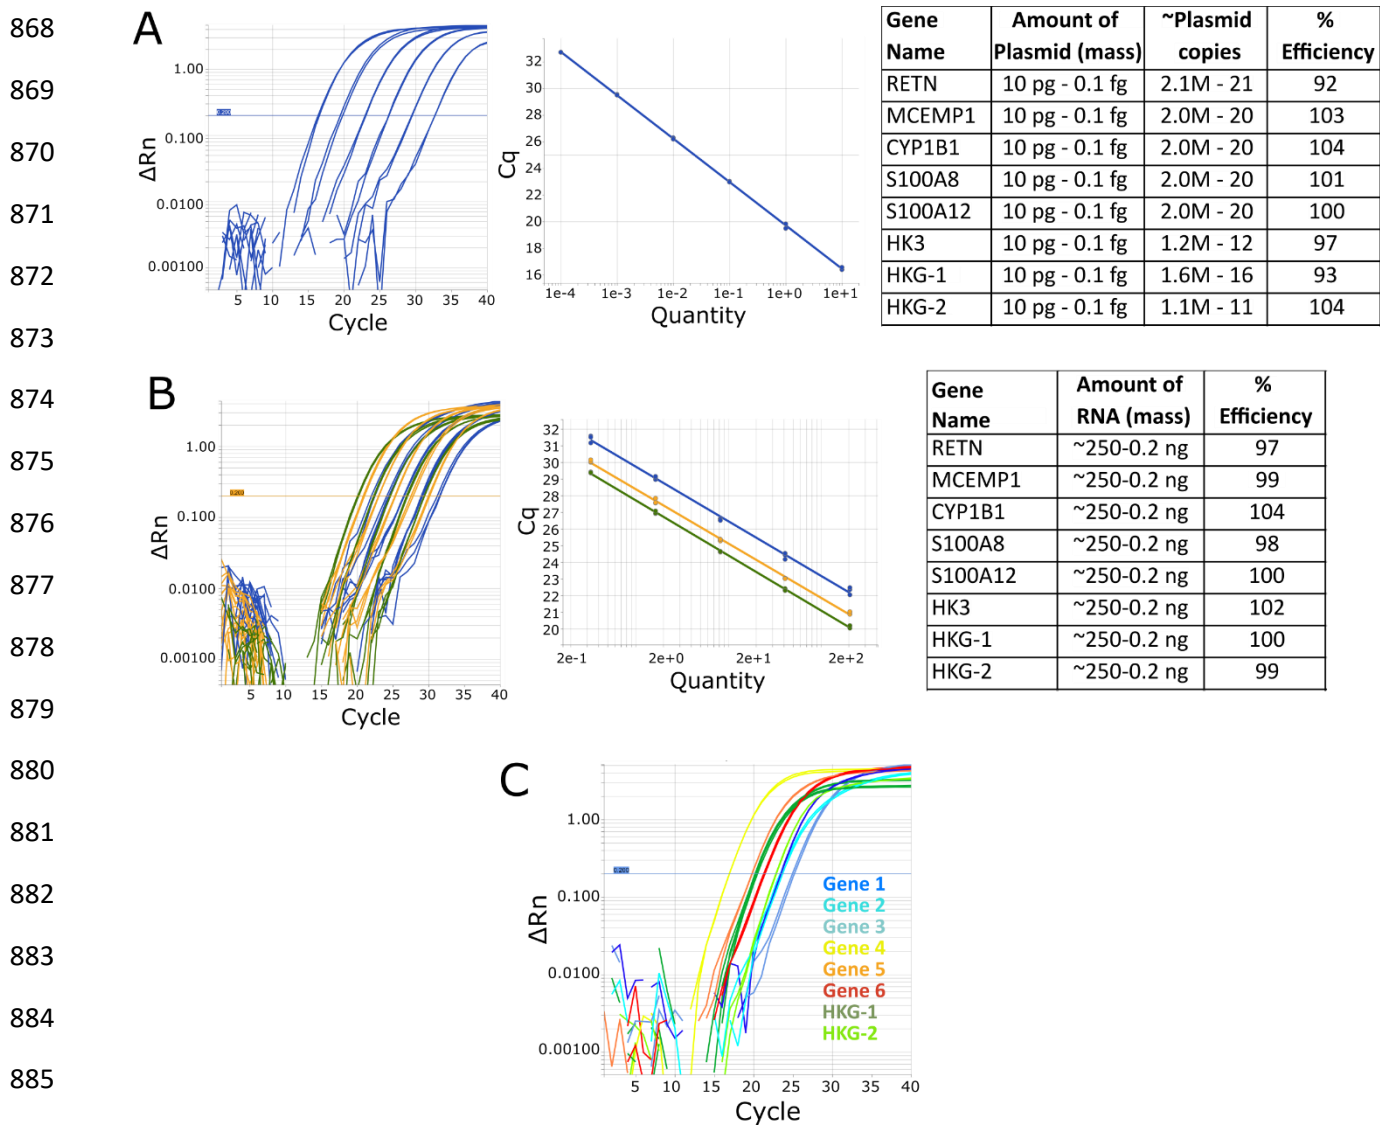 868
869
870
871
872
873
874
875
876
877
878
879
880
881
882
883
884
885
A
1.00
0.100
0.0100
0.00100
ΔRn
5 10 15 20 25 30 35 40
Cycle
32
30
28
26
24
22
20
18
16
Cq
1e-4 1e-3 1e-2 1e-1 1e+0 1e+1
Quantity
Gene Name Amount of Plasmid (mass) ~Plasmid copies % Efficiency
RETN 10 pg - 0.1 fg 2.1M - 21 92
MCEMP1 10 pg - 0.1 fg 2.0M - 20 103
CYP1B1 10 pg - 0.1 fg 2.0M - 20 104
S100A8 10 pg - 0.1 fg 2.0M - 20 101
S100A12 10 pg - 0.1 fg 2.0M - 20 100
HK3 10 pg - 0.1 fg 1.2M - 12 97
HKG-1 10 pg - 0.1 fg 1.6M - 16 93
HKG-2 10 pg - 0.1 fg 1.1M - 11 104
B
1.00
0.100
0.0100
0.00100
ΔRn
0.200
5 10 15 20 25 30 35 40
Cycle
32
31
30
29
28
27
26
25
24
23
22
21
20
Cq
2e-1 2e+0 2e+1 2e+2
Quantity
Gene Name Amount of RNA (mass) % Efficiency
RETN ~250-0.2 ng 97
MCEMP1 ~250-0.2 ng 99
CYP1B1 ~250-0.2 ng 104
S100A8 ~250-0.2 ng 98
S100A12 ~250-0.2 ng 100
HK3 ~250-0.2 ng 102
HKG-1 ~250-0.2 ng 100
HKG-2 ~250-0.2 ng 99
C
1.00
0.100
0.0100
0.00100
ΔRn
0.200
Gene 1
Gene 2
Gene 3
Gene 4
Gene 5
Gene 6
HKG-1
HKG-2
5 10 15 20 25 30 35 40
Cycle